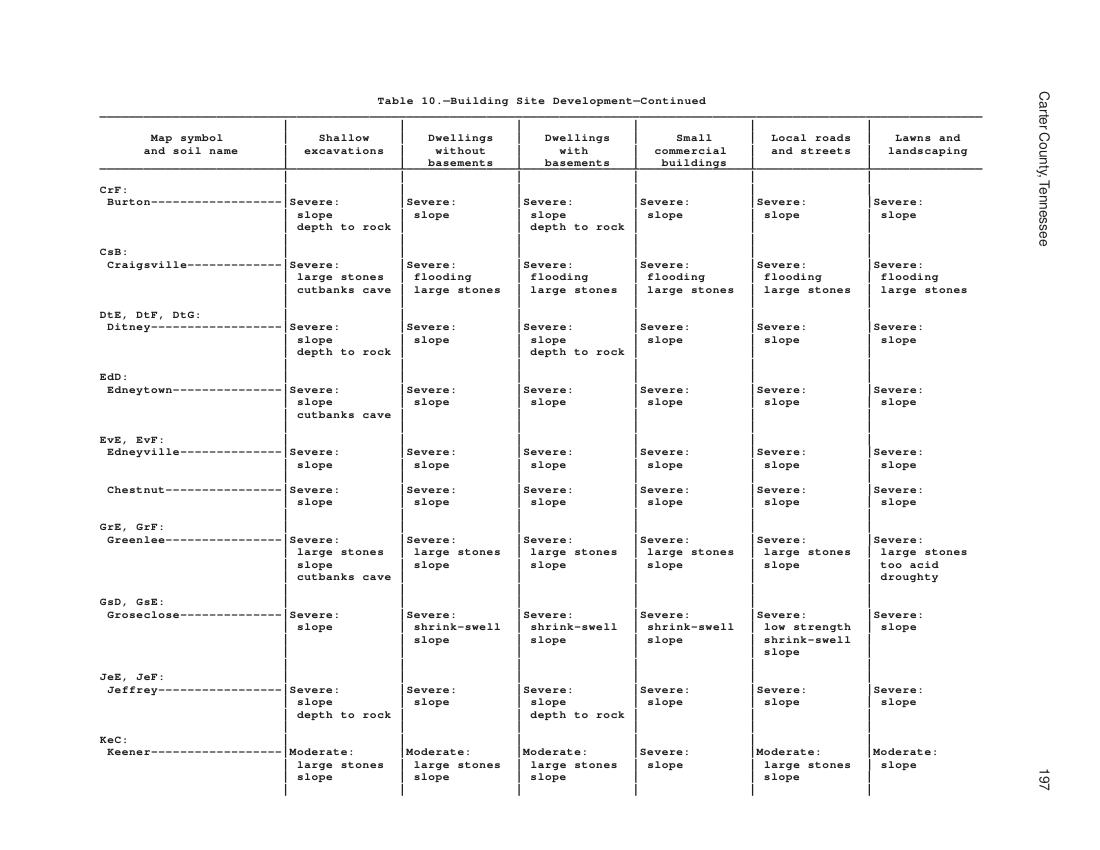 Table 10.—Building Site Development—Continued
Map symbol | Shallow | Dwellings | Dwellings | Small | Local roads | Lawns and
and soil name | excavations | without | with | commercial | and streets | landscaping
basements | basements | buildings
CrF:
Burton------------------|Severe: |Severe: |Severe: |Severe: |Severe: |Severe:
slope | slope | slope | slope | slope | slope
depth to rock | depth to rock
CsB:
Craigsville-------------|Severe: |Severe: |Severe: |Severe: |Severe: |Severe:
large stones | flooding | flooding | flooding | flooding | flooding
cutbanks cave | large stones | large stones | large stones | large stones | large stones
DtE, DtF, DtG:
Ditney------------------|Severe: |Severe: |Severe: |Severe: |Severe: |Severe:
slope | slope | slope | slope | slope | slope
depth to rock | depth to rock
EdD:
Edneytown---------------|Severe: |Severe: |Severe: |Severe: |Severe: |Severe:
slope | slope | slope | slope | slope | slope
cutbanks cave
EvE, EvF:
Edneyville--------------|Severe: |Severe: |Severe: |Severe: |Severe: |Severe:
slope | slope | slope | slope | slope | slope
Chestnut----------------|Severe: |Severe: |Severe: |Severe: |Severe: |Severe:
slope | slope | slope | slope | slope | slope
GrE, GrF:
Greenlee----------------|Severe: |Severe: |Severe: |Severe: |Severe: |Severe:
large stones | large stones | large stones | large stones | large stones | large stones
slope | slope | slope | slope | slope | too acid
cutbanks cave | droughty
GsD, GsE:
Groseclose--------------|Severe: |Severe: |Severe: |Severe: |Severe: |Severe:
slope | shrink-swell | shrink-swell | shrink-swell | low strength | slope
slope | slope | slope | shrink-swell
slope
JeE, JeF:
Jeffrey-----------------|Severe: |Severe: |Severe: |Severe: |Severe: |Severe:
slope | slope | slope | slope | slope | slope
depth to rock | depth to rock
KeC:
Keener------------------|Moderate: |Moderate: |Moderate: |Severe: |Moderate: |Moderate:
large stones | large stones | large stones | slope | large stones | slope
slope | slope | slope | slope
Carter County, Tennessee
197